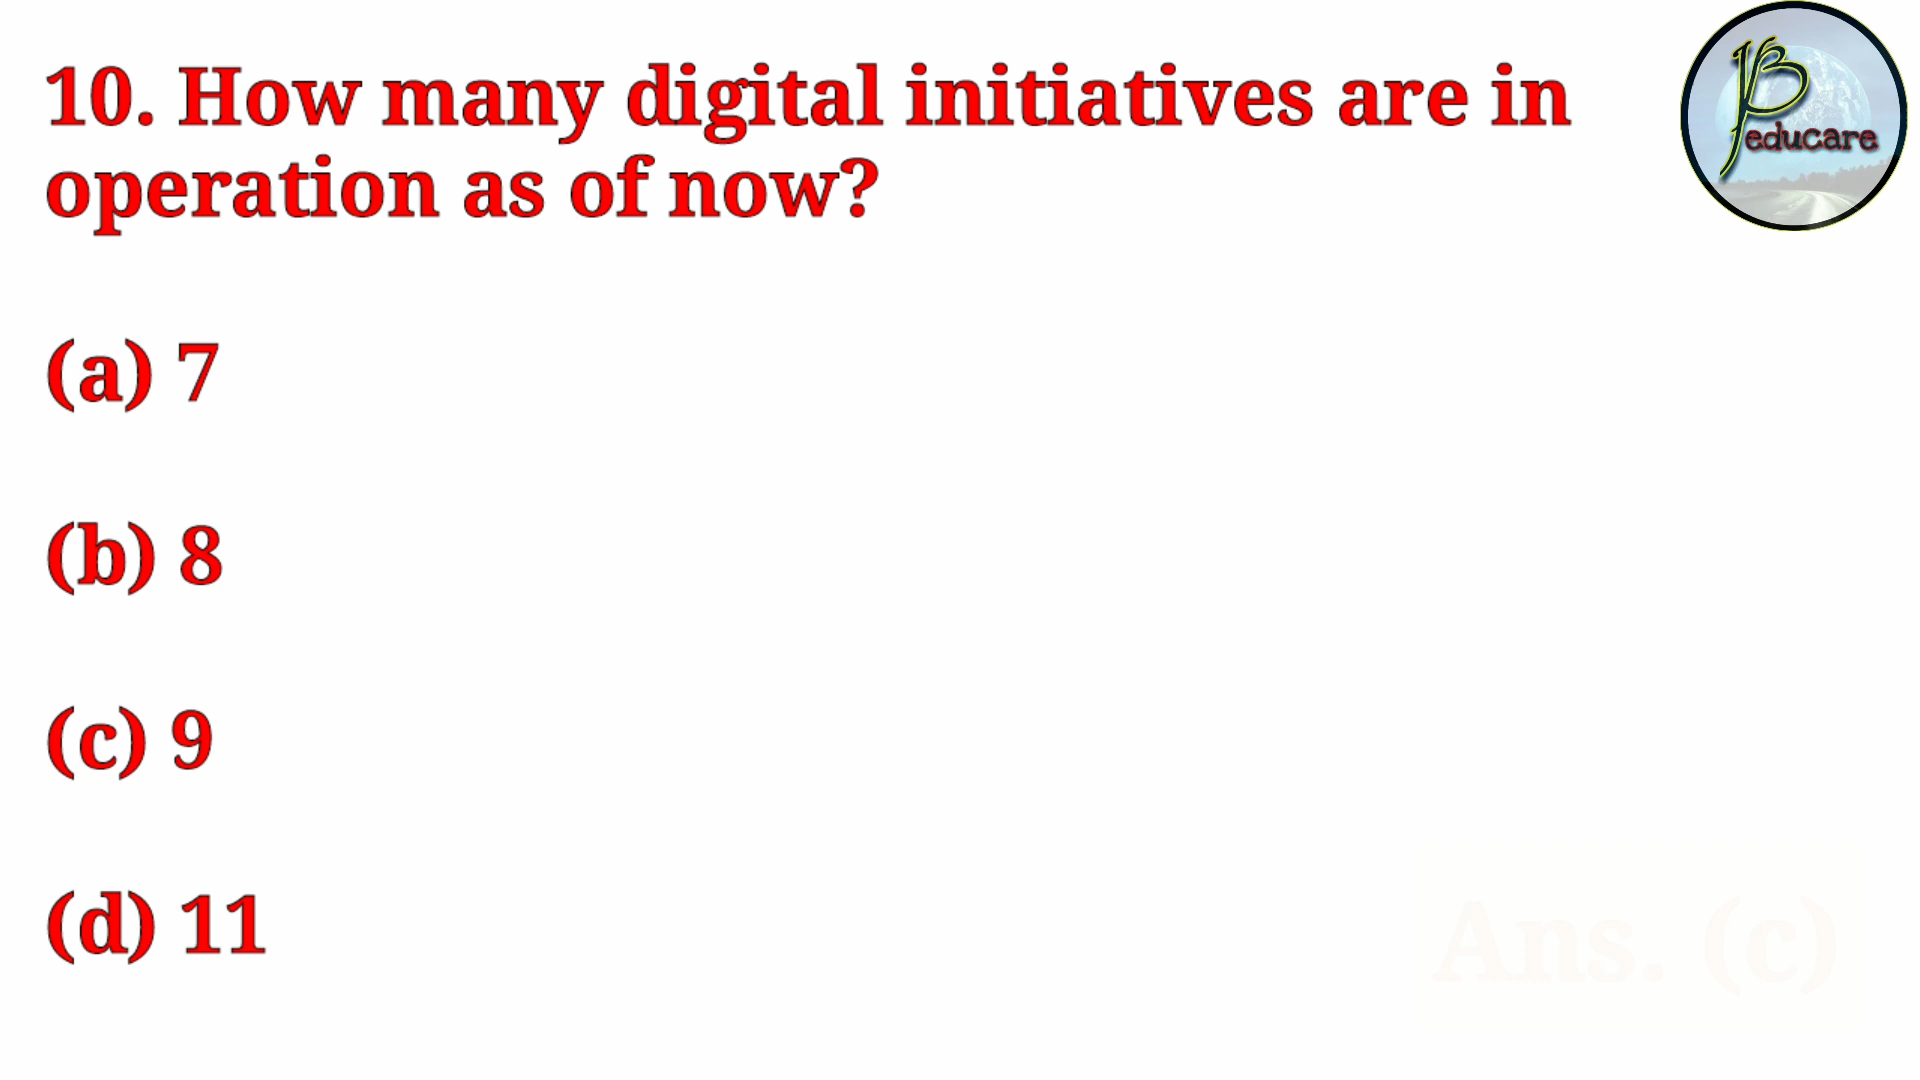 10. How many digital initiatives are in
operation as of now?
(a) 7
(b) 8
(c) 9
(d) 11
Ans. (c)
educare